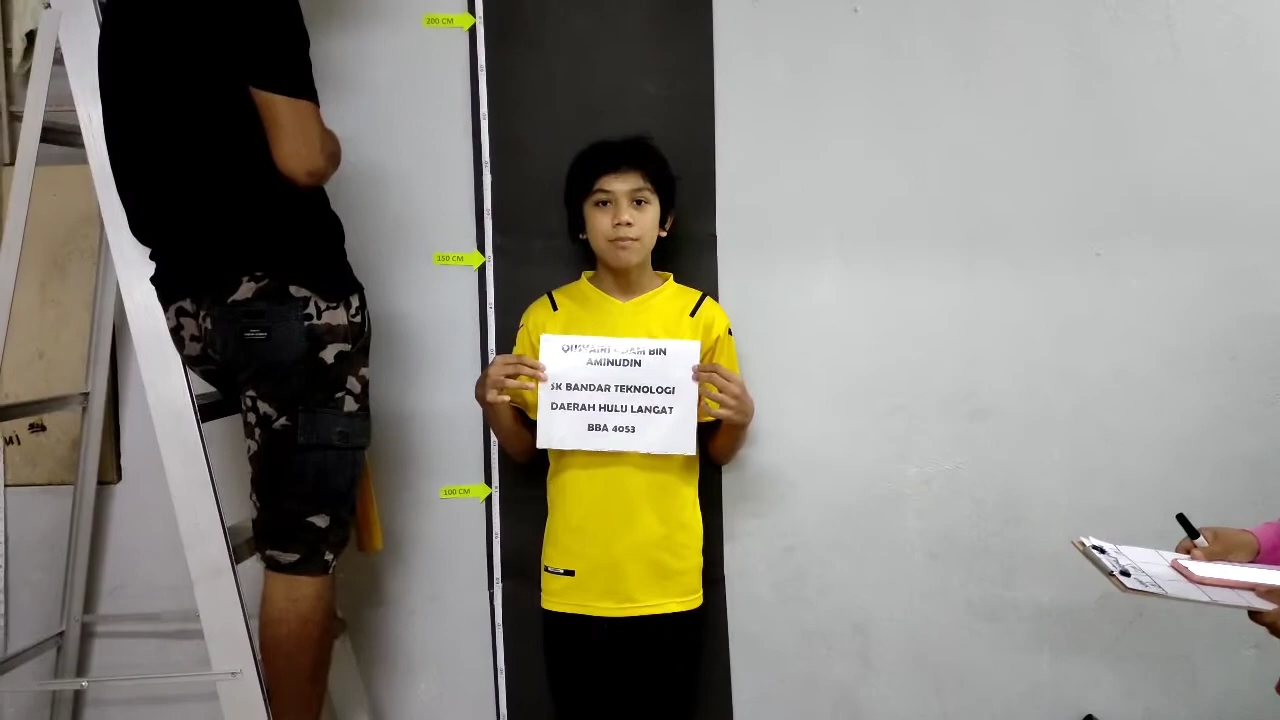 200 CM
150 CM
100 CM
BIN
AMINUDIN
SK BANDAR TEKNOLOGI
DAERAH HULU LANGAT
BBA 4053